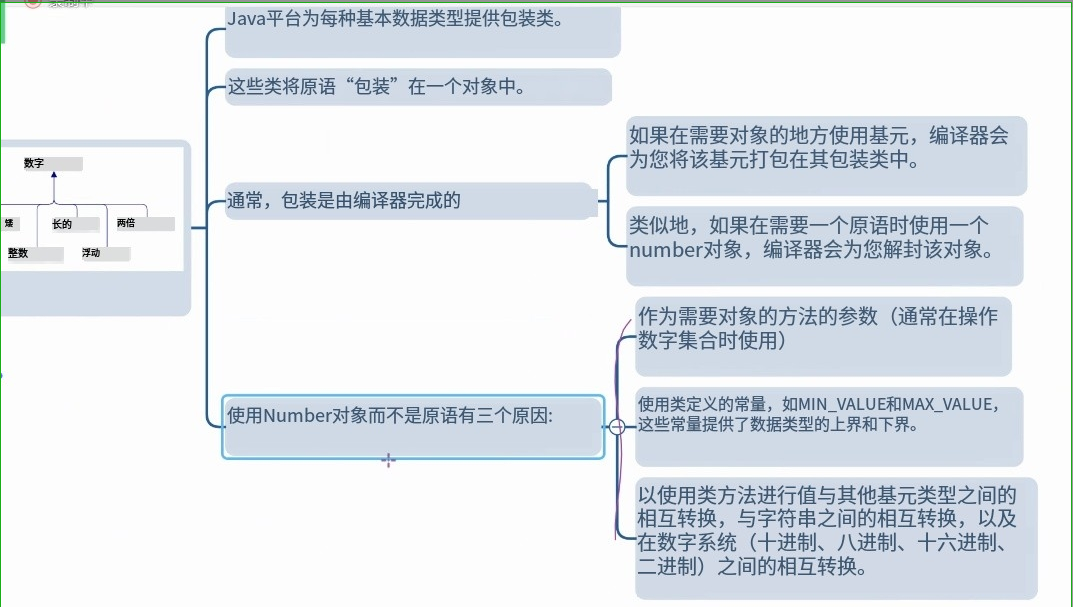 Java平台为每种基本数据类型提供包装类。
这些类将原语“包装”在一个对象中。
数字
矮
长的
两倍
整数
浮动
通常，包装是由编译器完成的
如果在需要对象的地方使用基元，编译器会
为您将该基元打包在其包装类中。
类似地，如果在需要一个原语时使用一个
number对象，编译器会为您解封该对象。
使用Number对象而不是原语有三个原因:
作为需要对象的方法的参数（通常在操作
数字集合时使用）
使用类定义的常量，如MIN_VALUE和MAX_VALUE，
这些常量提供了数据类型的上界和下界。
以使用类方法进行值与其他基元类型之间的
相互转换，与字符串之间的相互转换，以及
在数字系统（十进制、八进制、十六进制、
二进制）之间的相互转换。